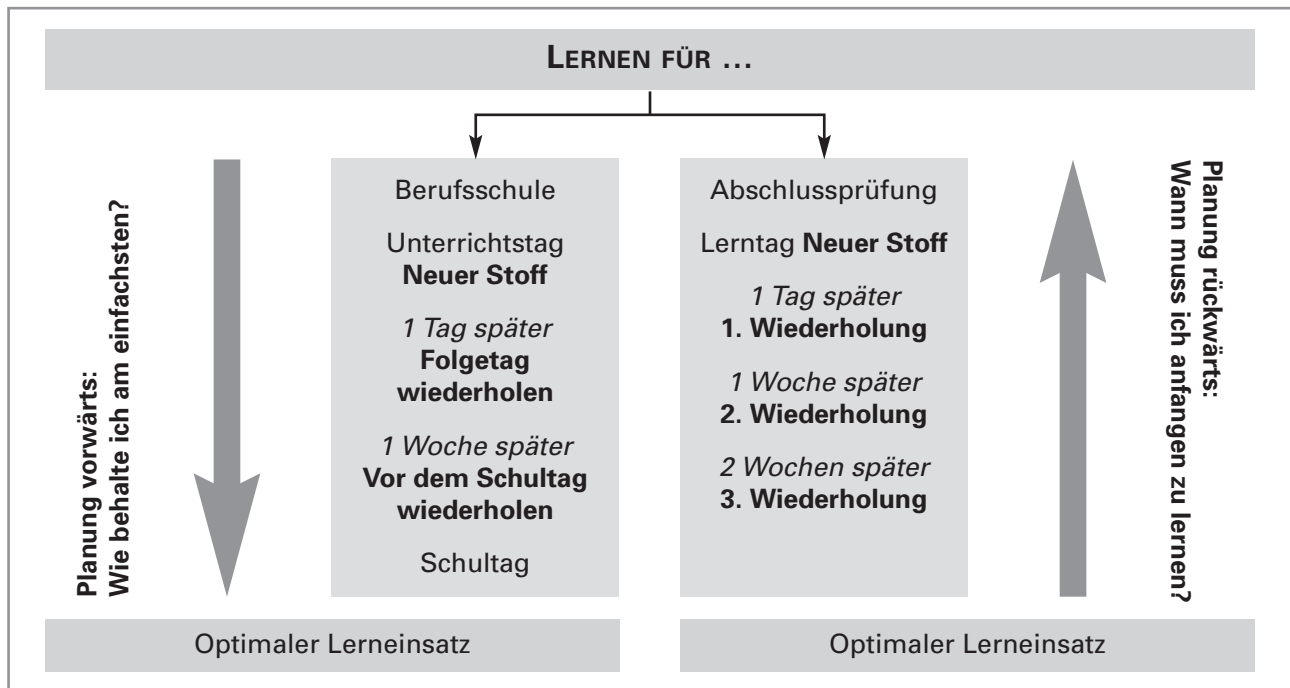 LERNEN FÜR ...
Planung vorwärts:
Wie behalte ich am einfachsten?
Berufsschule
Unterrichtstag
Neuer Stoff
1 Tag später
Folgetag
wiederholen
1 Woche später
Vor dem Schultag
wiederholen
Schultag
Optimaler Lerneinsatz
Abschlussprüfung
Lerntag Neuer Stoff
1 Tag später
1. Wiederholung
1 Woche später
2. Wiederholung
2 Wochen später
3. Wiederholung
Optimaler Lerneinsatz
Planung rückwärts:
Wann muss ich anfangen zu lernen?